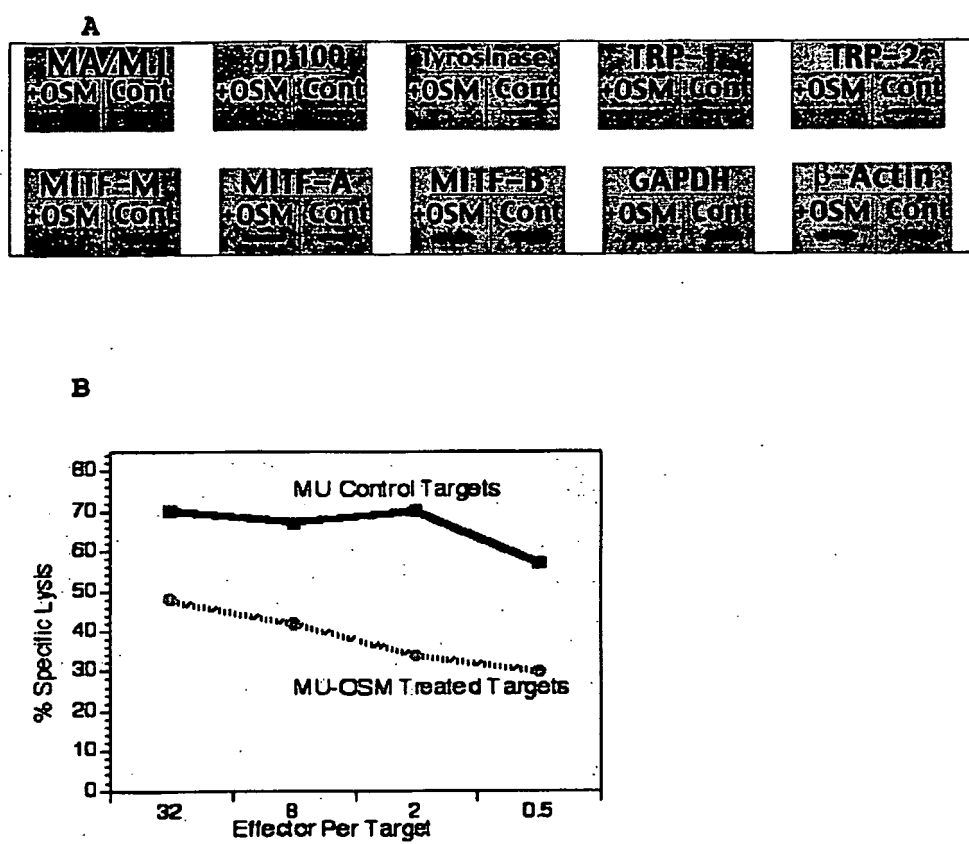 A
MA/M1 gp100 Tyrosinase TRP-1 TRP-2
+OSM Cont +OSM Cont +OSM Cont +OSM Cont +OSM Cont
MITF-M MITF-A MITF-B GAPDH β-Actin
+OSM Cont +OSM Cont +OSM Cont +OSM Cont +OSM Cont
B
80
70
60
50
40
30
20
10
0
% Specific Lysis
MU Control Targets
MU-OSM Treated Targets
32 8 2 0.5
Effector Per Target